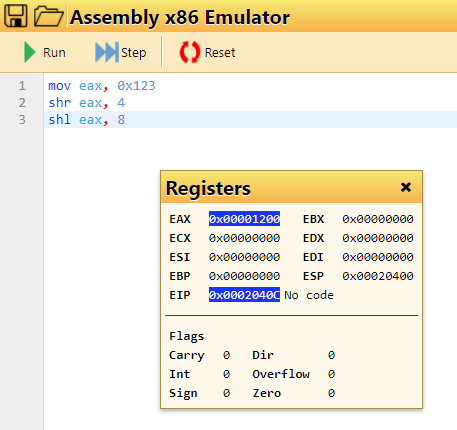 Assembly x86 Emulator
Run Step Reset
1 mov eax, 0x123
2 shr eax, 4
3 shl eax, 8
Registers ×
EAX 0x00001200 EBX 0x00000000
ECX 0x00000000 EDX 0x00000000
ESI 0x00000000 EDI 0x00000000
EBP 0x00000000 ESP 0x00020400
EIP 0x0002040C No code
Flags
Carry 0 Dir 0
Int 0 Overflow 0
Sign 0 Zero 0